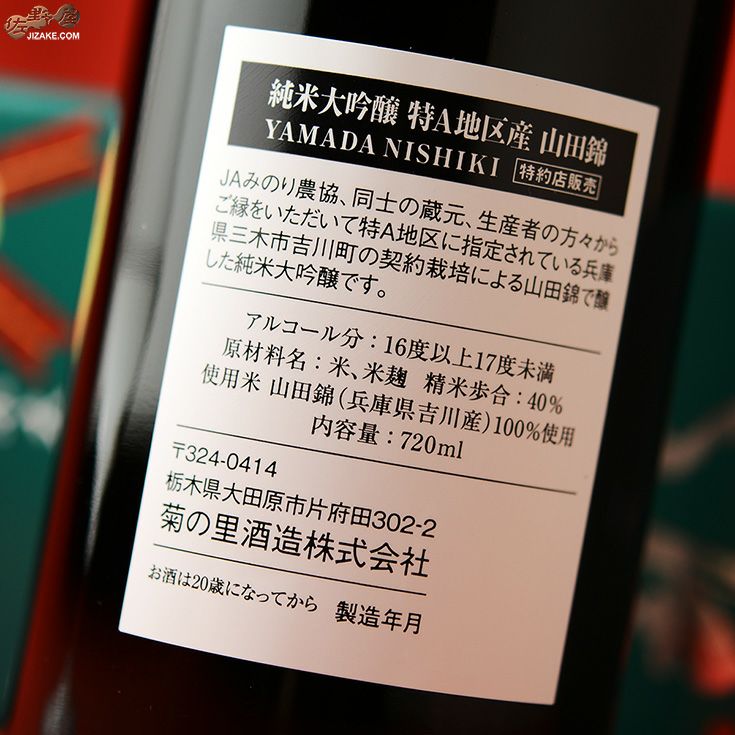 佐野屋
JIZAKE.COM
純米大吟醸 特A地区産 山田錦
YAMADA NISHIKI 特約店販売
JAみのり農協、同士の蔵元、生産者の方々から
ご縁をいただいて特A地区に指定されている兵庫
県三木市吉川町の契約栽培による山田錦で醸
した純米大吟醸です。
アルコール分：16度以上17度未満
原材料名：米、米麹 精米歩合：40%
使用米 山田錦（兵庫県吉川産）100%使用
内容量：720ml
〒324-0414
栃木県大田原市片府田302-2
菊の里酒造株式会社
お酒は20歳になってから 製造年月